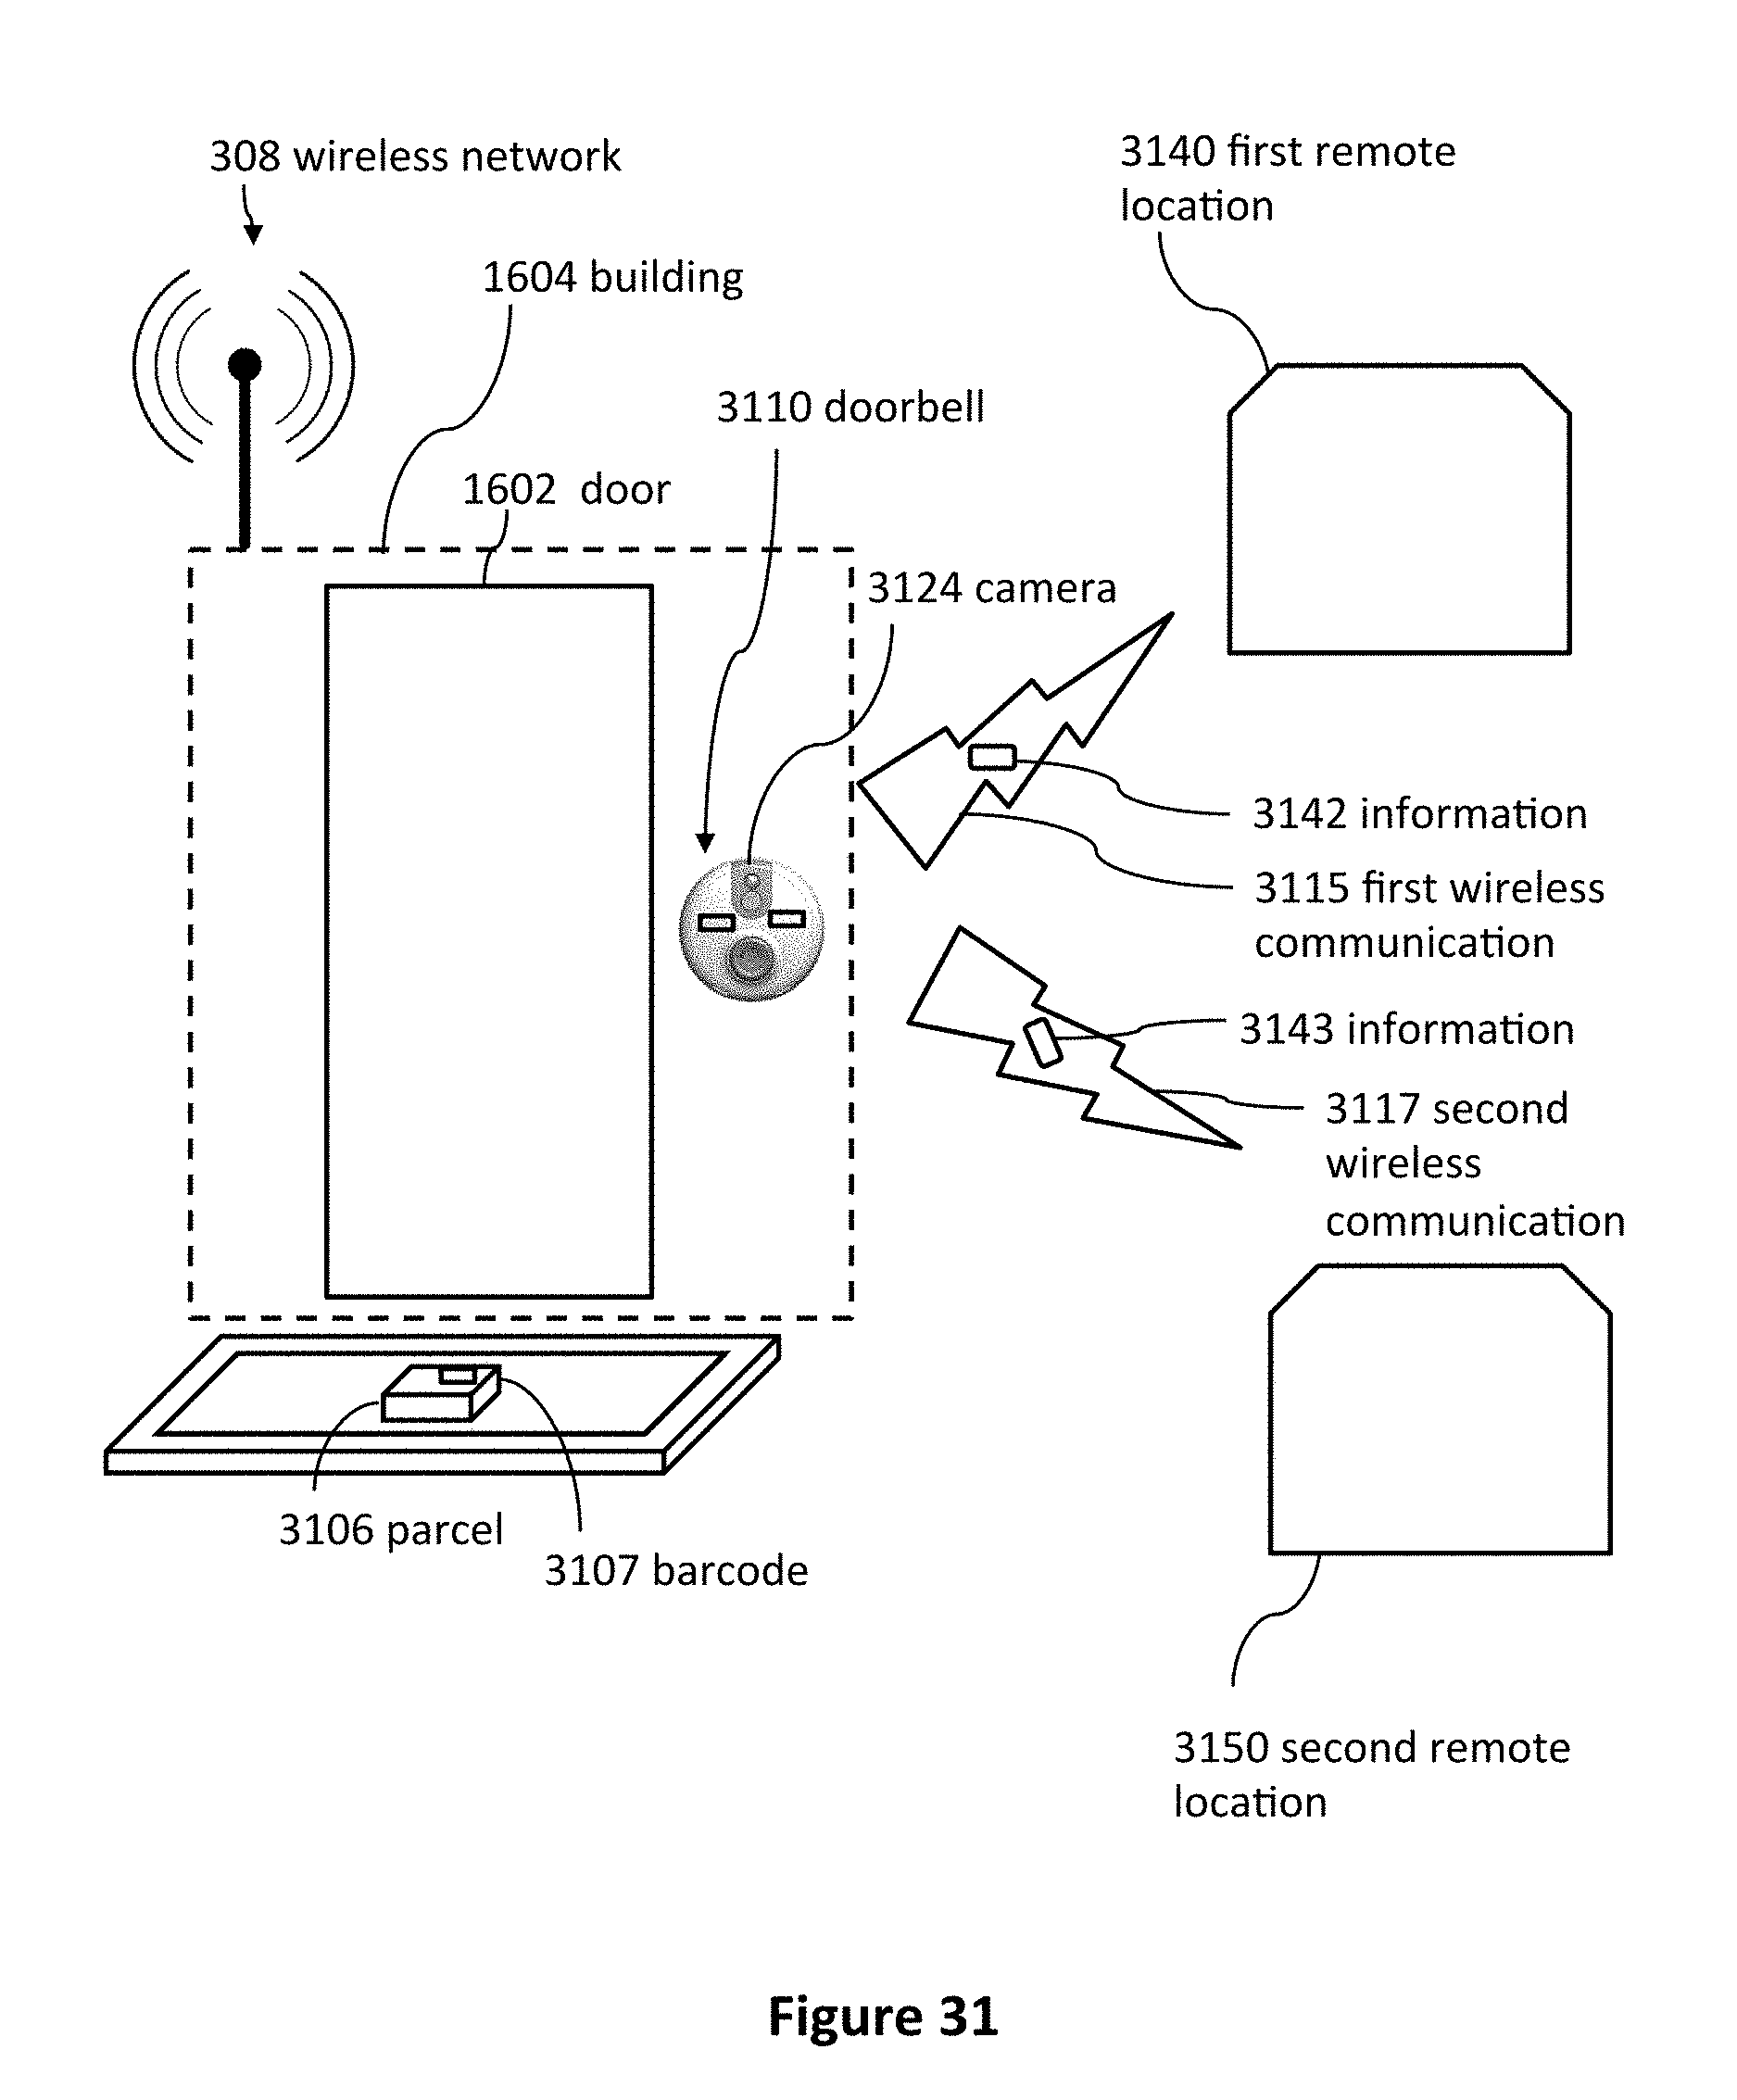 308 wireless network
3140 first remote
location
1604 building
3110 doorbell
1602 door
3124 camera
3142 information
3115 first wireless
communication
3143 information
3117 second
wireless
communication
3106 parcel
3107 barcode
3150 second remote
location
Figure 31